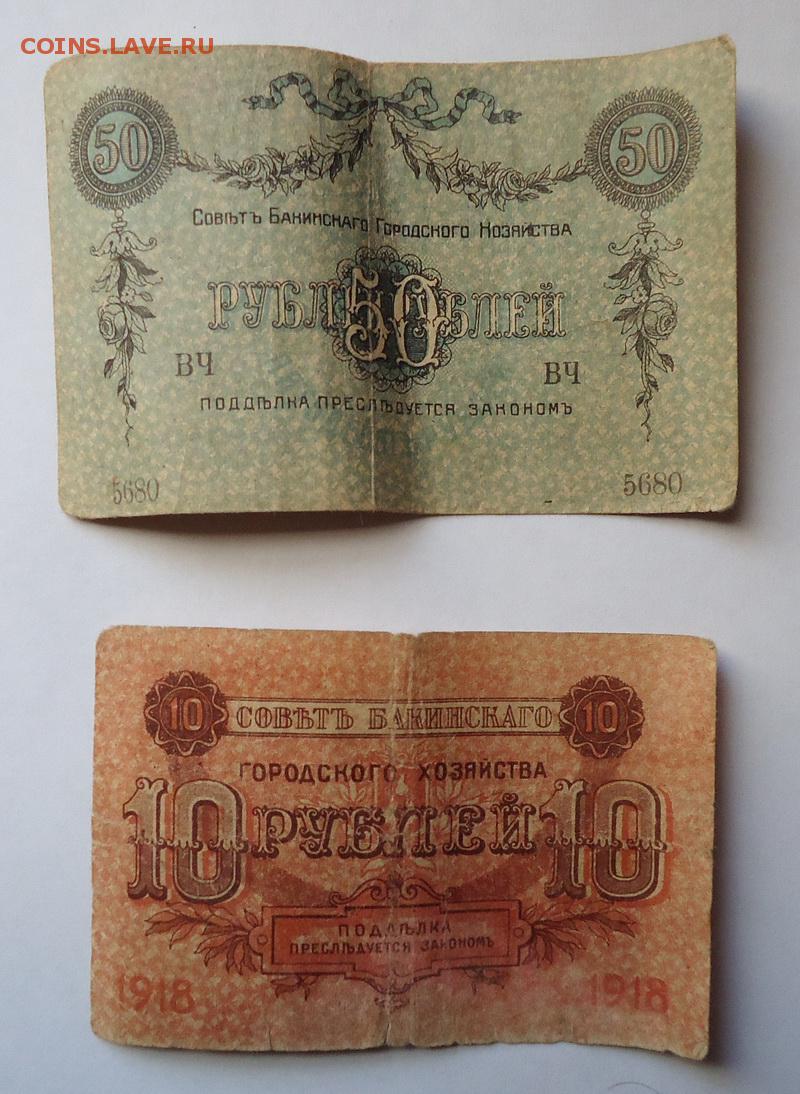 COINS.LAVE.RU
50 50
Совѣтъ Бакинскаго Городского Хозяйства
РУБЛЕЙ 50 РУБЛЕЙ
ВЧ ВЧ
ПОДДѢЛКА ПРЕСЛѢДУЕТСЯ ЗАКОНОМЪ
5680 5680
10 СОВѢТЪ БАКИНСКАГО 10
ГОРОДСКОГО ХОЗЯЙСТВА
10 РУБЛЕЙ 10
ПОДДѢЛКА
ПРЕСЛѢДУЕТСЯ ЗАКОНОМЪ
1918 1918